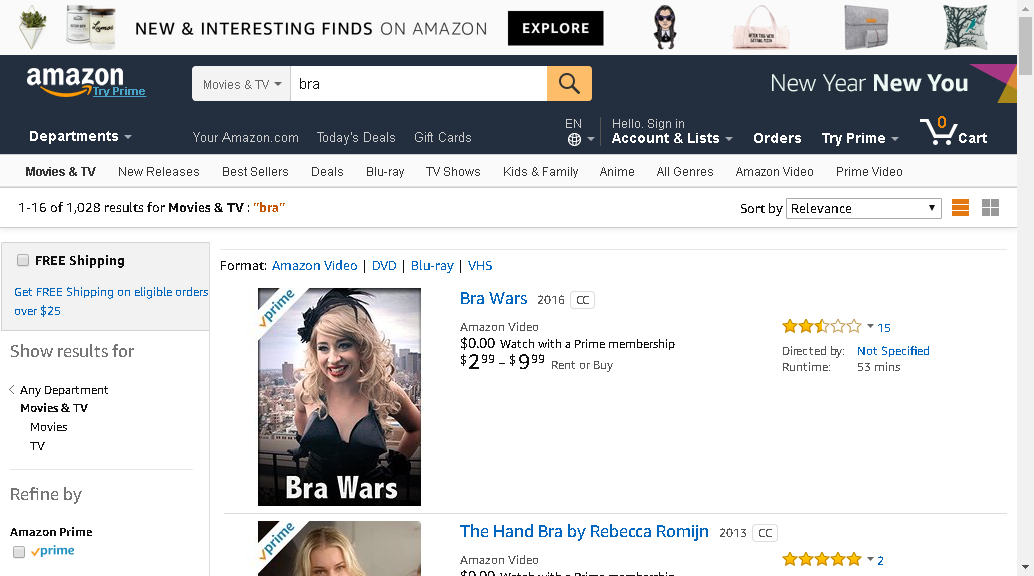 NEW & INTERESTING FINDS ON AMAZON
EXPLORE
amazon
Try Prime
Movies & TV
bra
New Year New You
Departments
Your Amazon.com
Today's Deals
Gift Cards
EN
Hello. Sign in
Account & Lists
Orders
Try Prime
0
Cart
Movies & TV
New Releases
Best Sellers
Deals
Blu-ray
TV Shows
Kids & Family
Anime
All Genres
Amazon Video
Prime Video
1-16 of 1,028 results for Movies & TV : "bra"
Sort by
Relevance
FREE Shipping
Get FREE Shipping on eligible orders
over $25
Show results for
Any Department
Movies & TV
Movies
TV
Refine by
Amazon Prime
prime
Format: Amazon Video | DVD | Blu-ray | VHS
prime
Bra Wars
Bra Wars 2016 CC
Amazon Video
$0.00 Watch with a Prime membership
$2.99 - $9.99 Rent or Buy
15
Directed by: Not Specified
Runtime: 53 mins
prime
The Hand Bra by Rebecca Romijn 2013 CC
Amazon Video
$0.00 Watch with a Prime membership
2